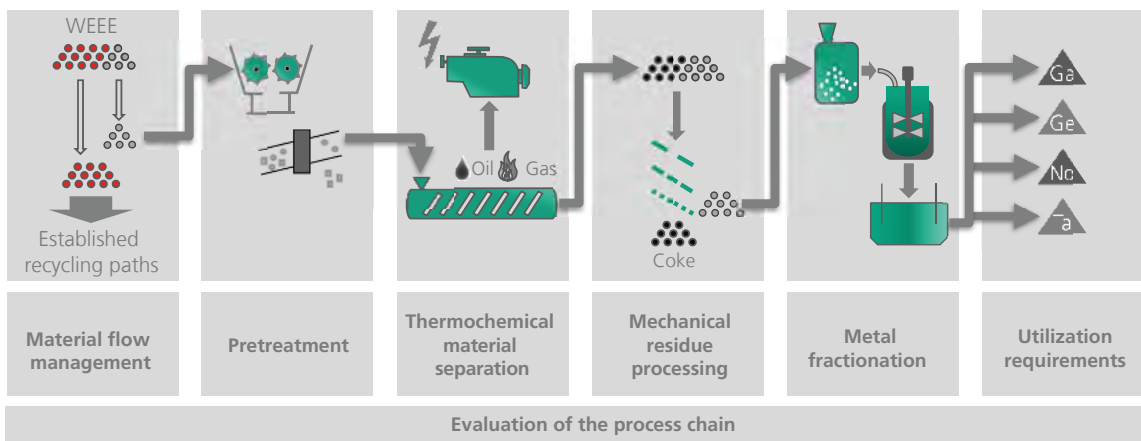 WEEE
Established
recycling paths
Oil
Gas
Coke
Ga
Ge
Nd
Ta
Material flow
management
Pretreatment
Thermochemical
material
separation
Mechanical
residue
processing
Metal
fractionation
Utilization
requirements
Evaluation of the process chain